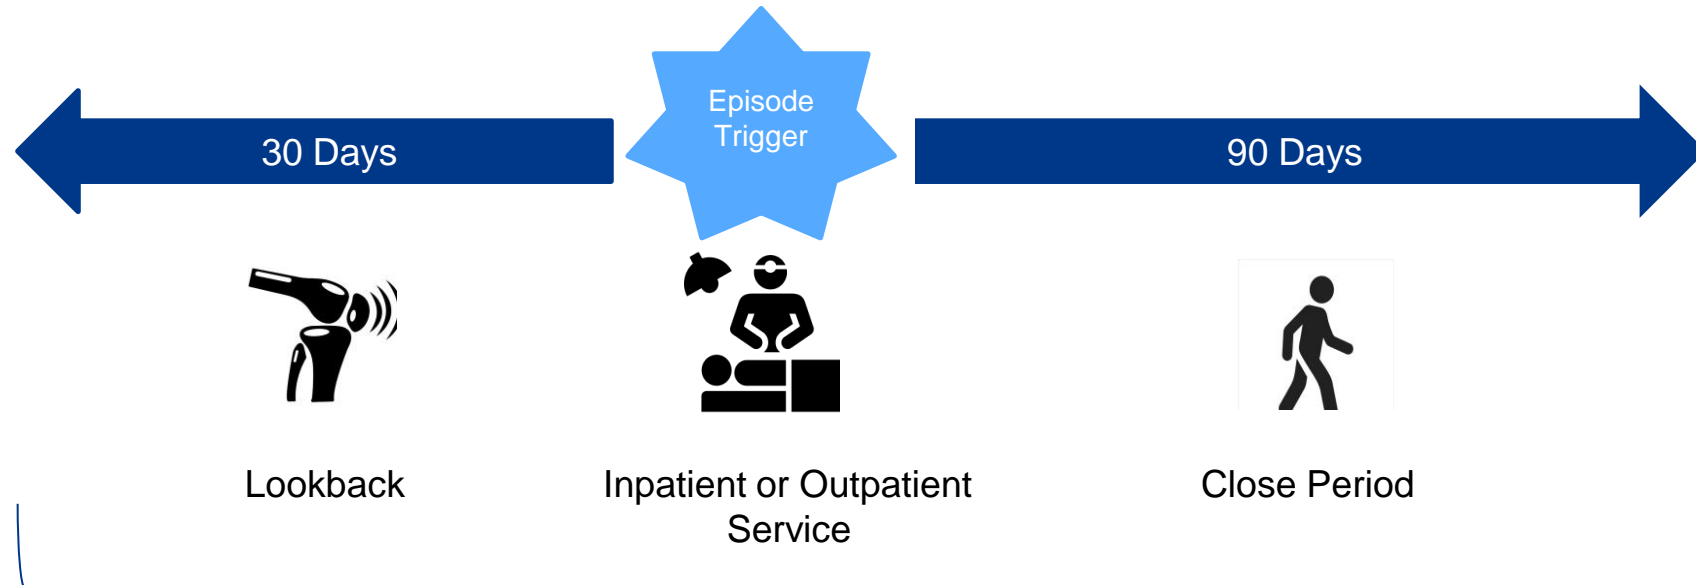 Episode
Trigger
30 Days
90 Days
Lookback
Inpatient or Outpatient
Service
Close Period